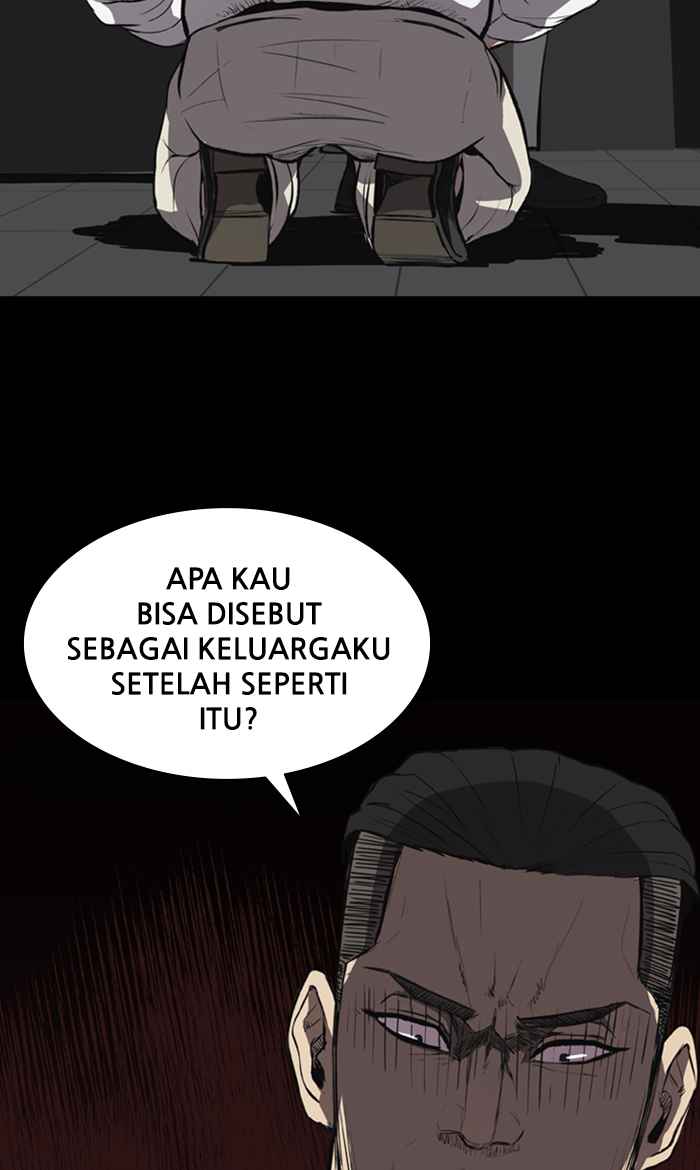 APA KAU
BISA DISEBUT
SEBAGAI KELUARGAKU
SETELAH SEPERTI
ITU?